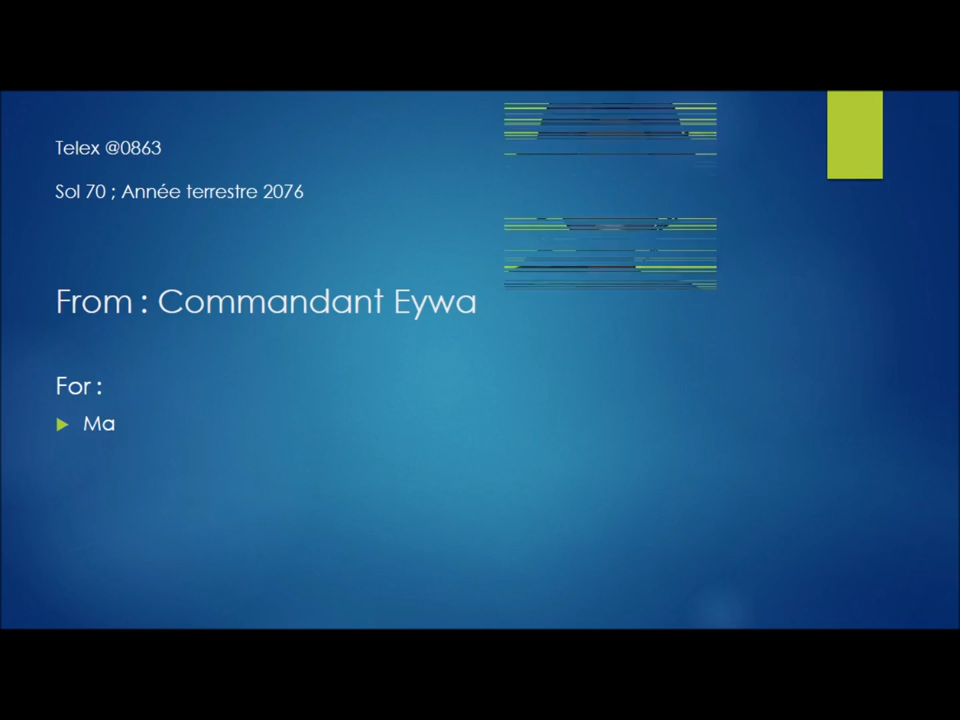 Telex @0863
Sol 70 ; Année terrestre 2076
From : Commandant Eywa
For :
Ma